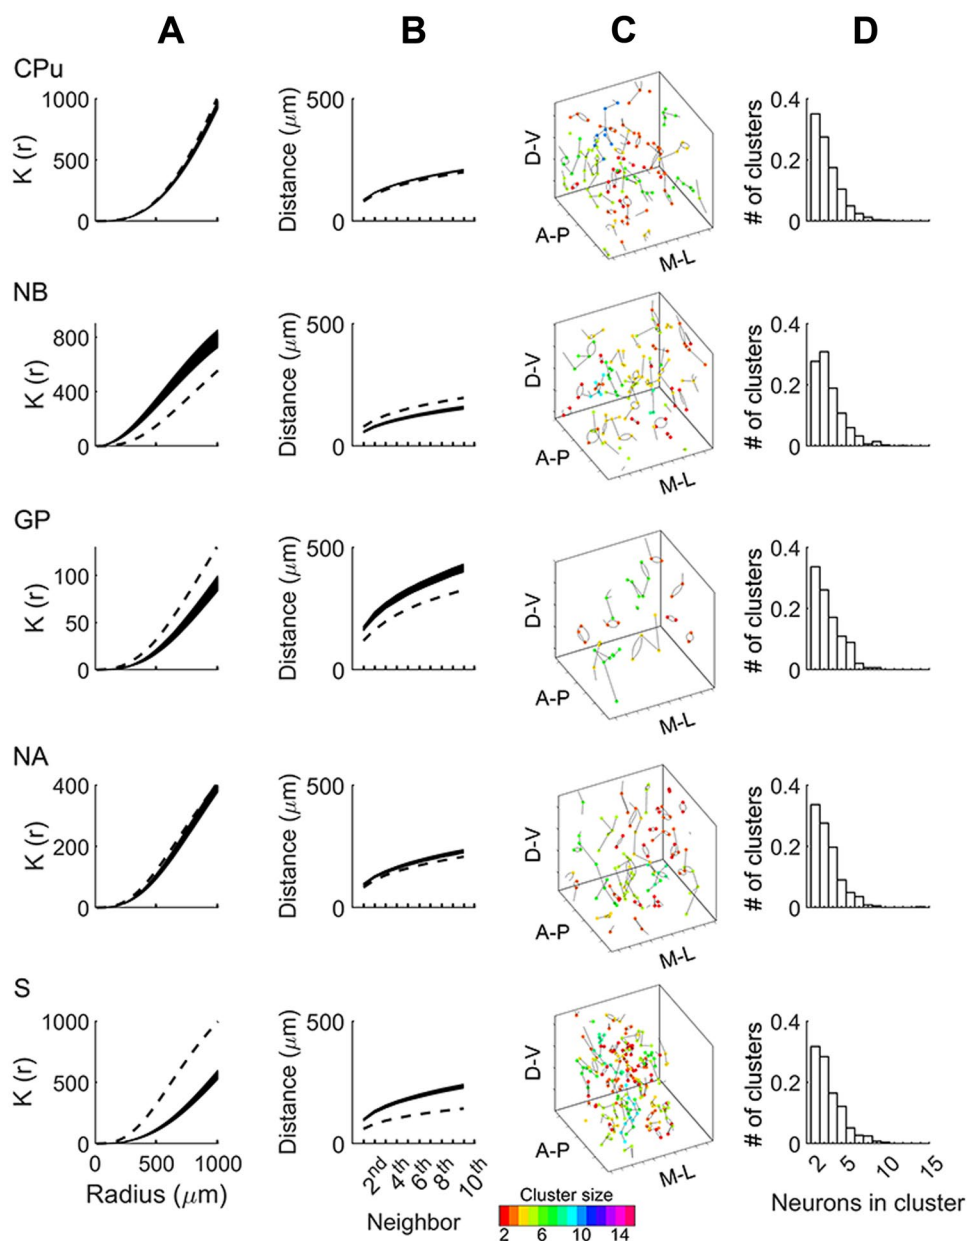 A B C D
CPu
K (r)
1000
500
0
Distance (μm)
500
0
D-V
A-P
M-L
# of clusters
0.4
0.2
0
NB
K (r)
800
400
0
Distance (μm)
500
0
D-V
A-P
M-L
# of clusters
0.4
0.2
0
GP
K (r)
100
50
0
Distance (μm)
500
0
D-V
A-P
M-L
# of clusters
0.4
0.2
0
NA
K (r)
400
200
0
Distance (μm)
500
0
D-V
A-P
M-L
# of clusters
0.4
0.2
0
S
K (r)
1000
500
0
0 500 1000
Radius (μm)
Distance (μm)
500
0
2nd 4th 6th 8th 10th
Neighbor
D-V
A-P
M-L
Cluster size
2 6 10 14
# of clusters
0.4
0.2
0
2 5 10 15
Neurons in cluster